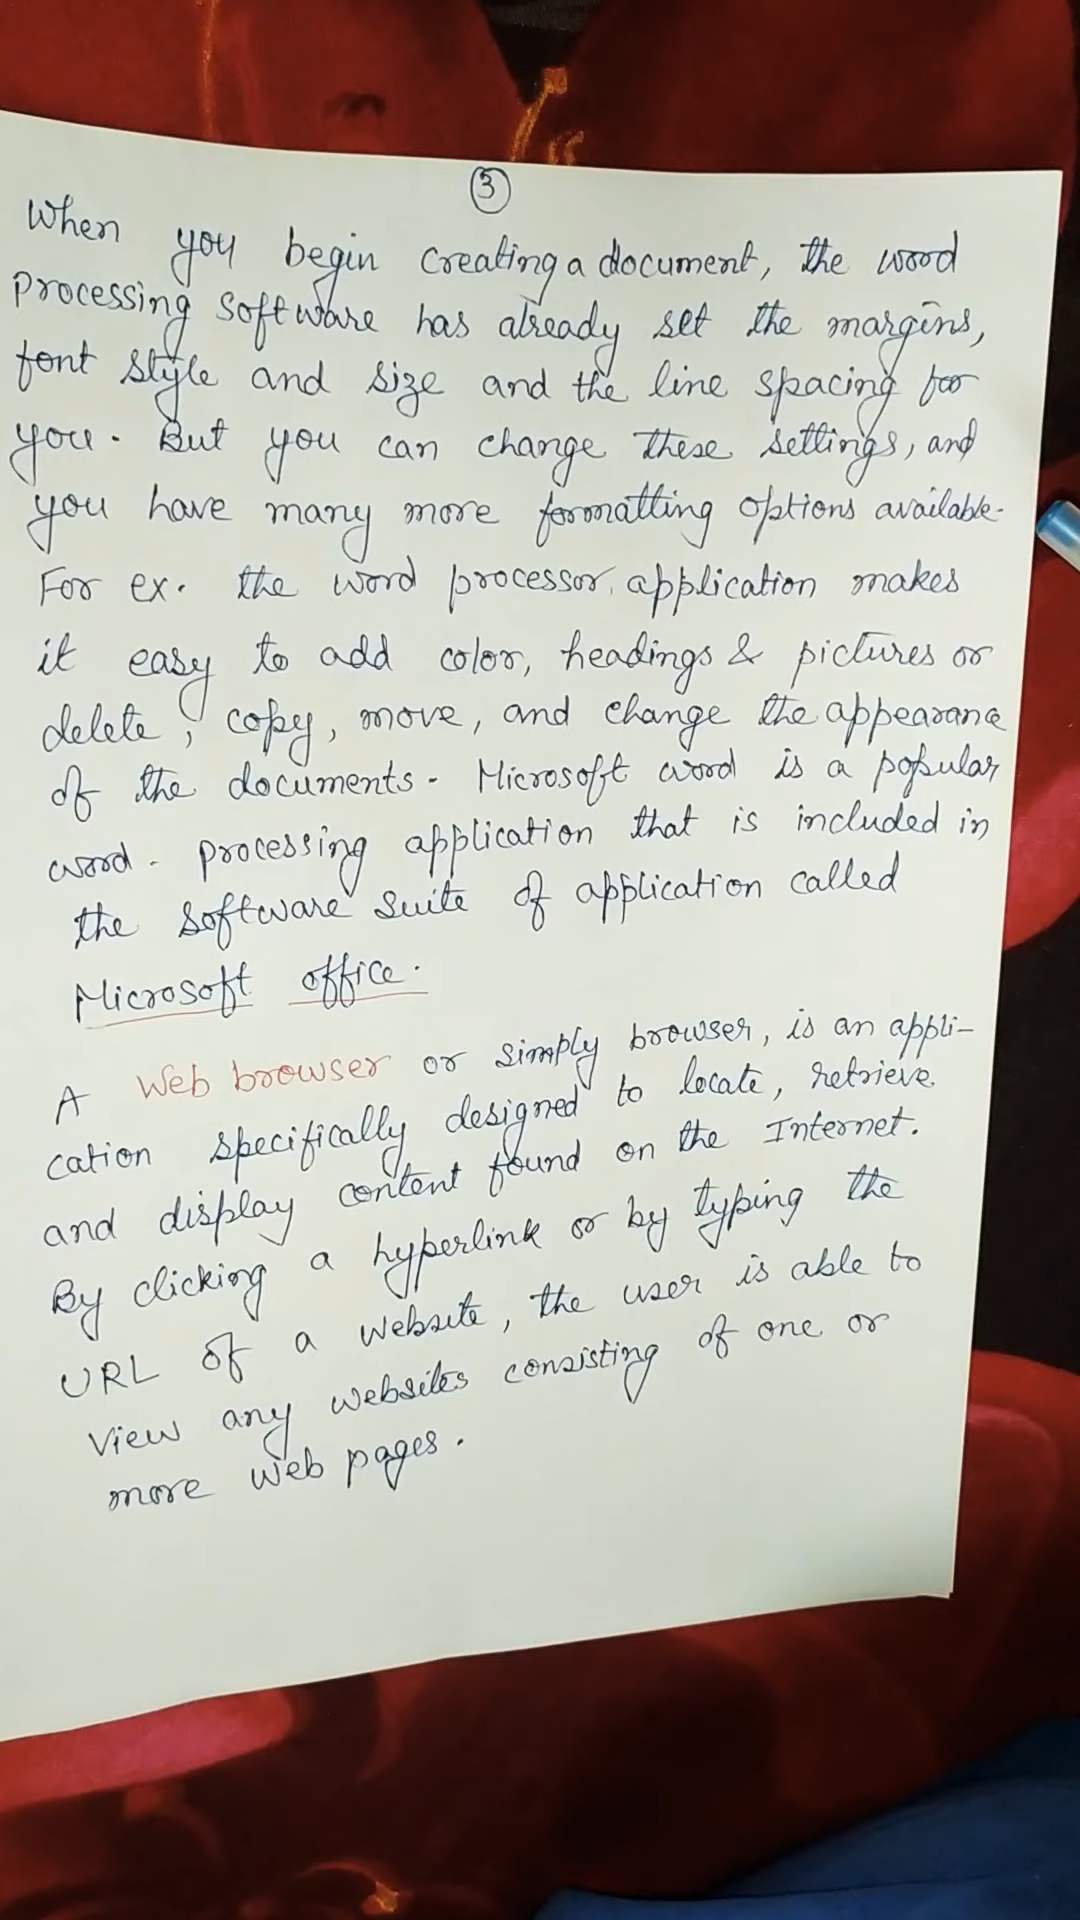 3
When you begin creating a document, the word
Processing software has already set the margins,
font style and size and the line spacing for
you. But you can change these settings, and
you have many more formatting options available.
For ex. the word processor, application makes
it easy to add color, headings & pictures or
delete, copy, move, and change the appearance
of the documents. Microsoft word is a popular
word - processing application that is included in
the software suite of application called
Microsoft office.
A Web browser or simply browser, is an appli-
cation specifically designed to locate, retrieve
and display content found on the Internet.
By clicking a hyperlink or by typing the
URL of a website, the user is able to
view any websites consisting of one or
more web pages.